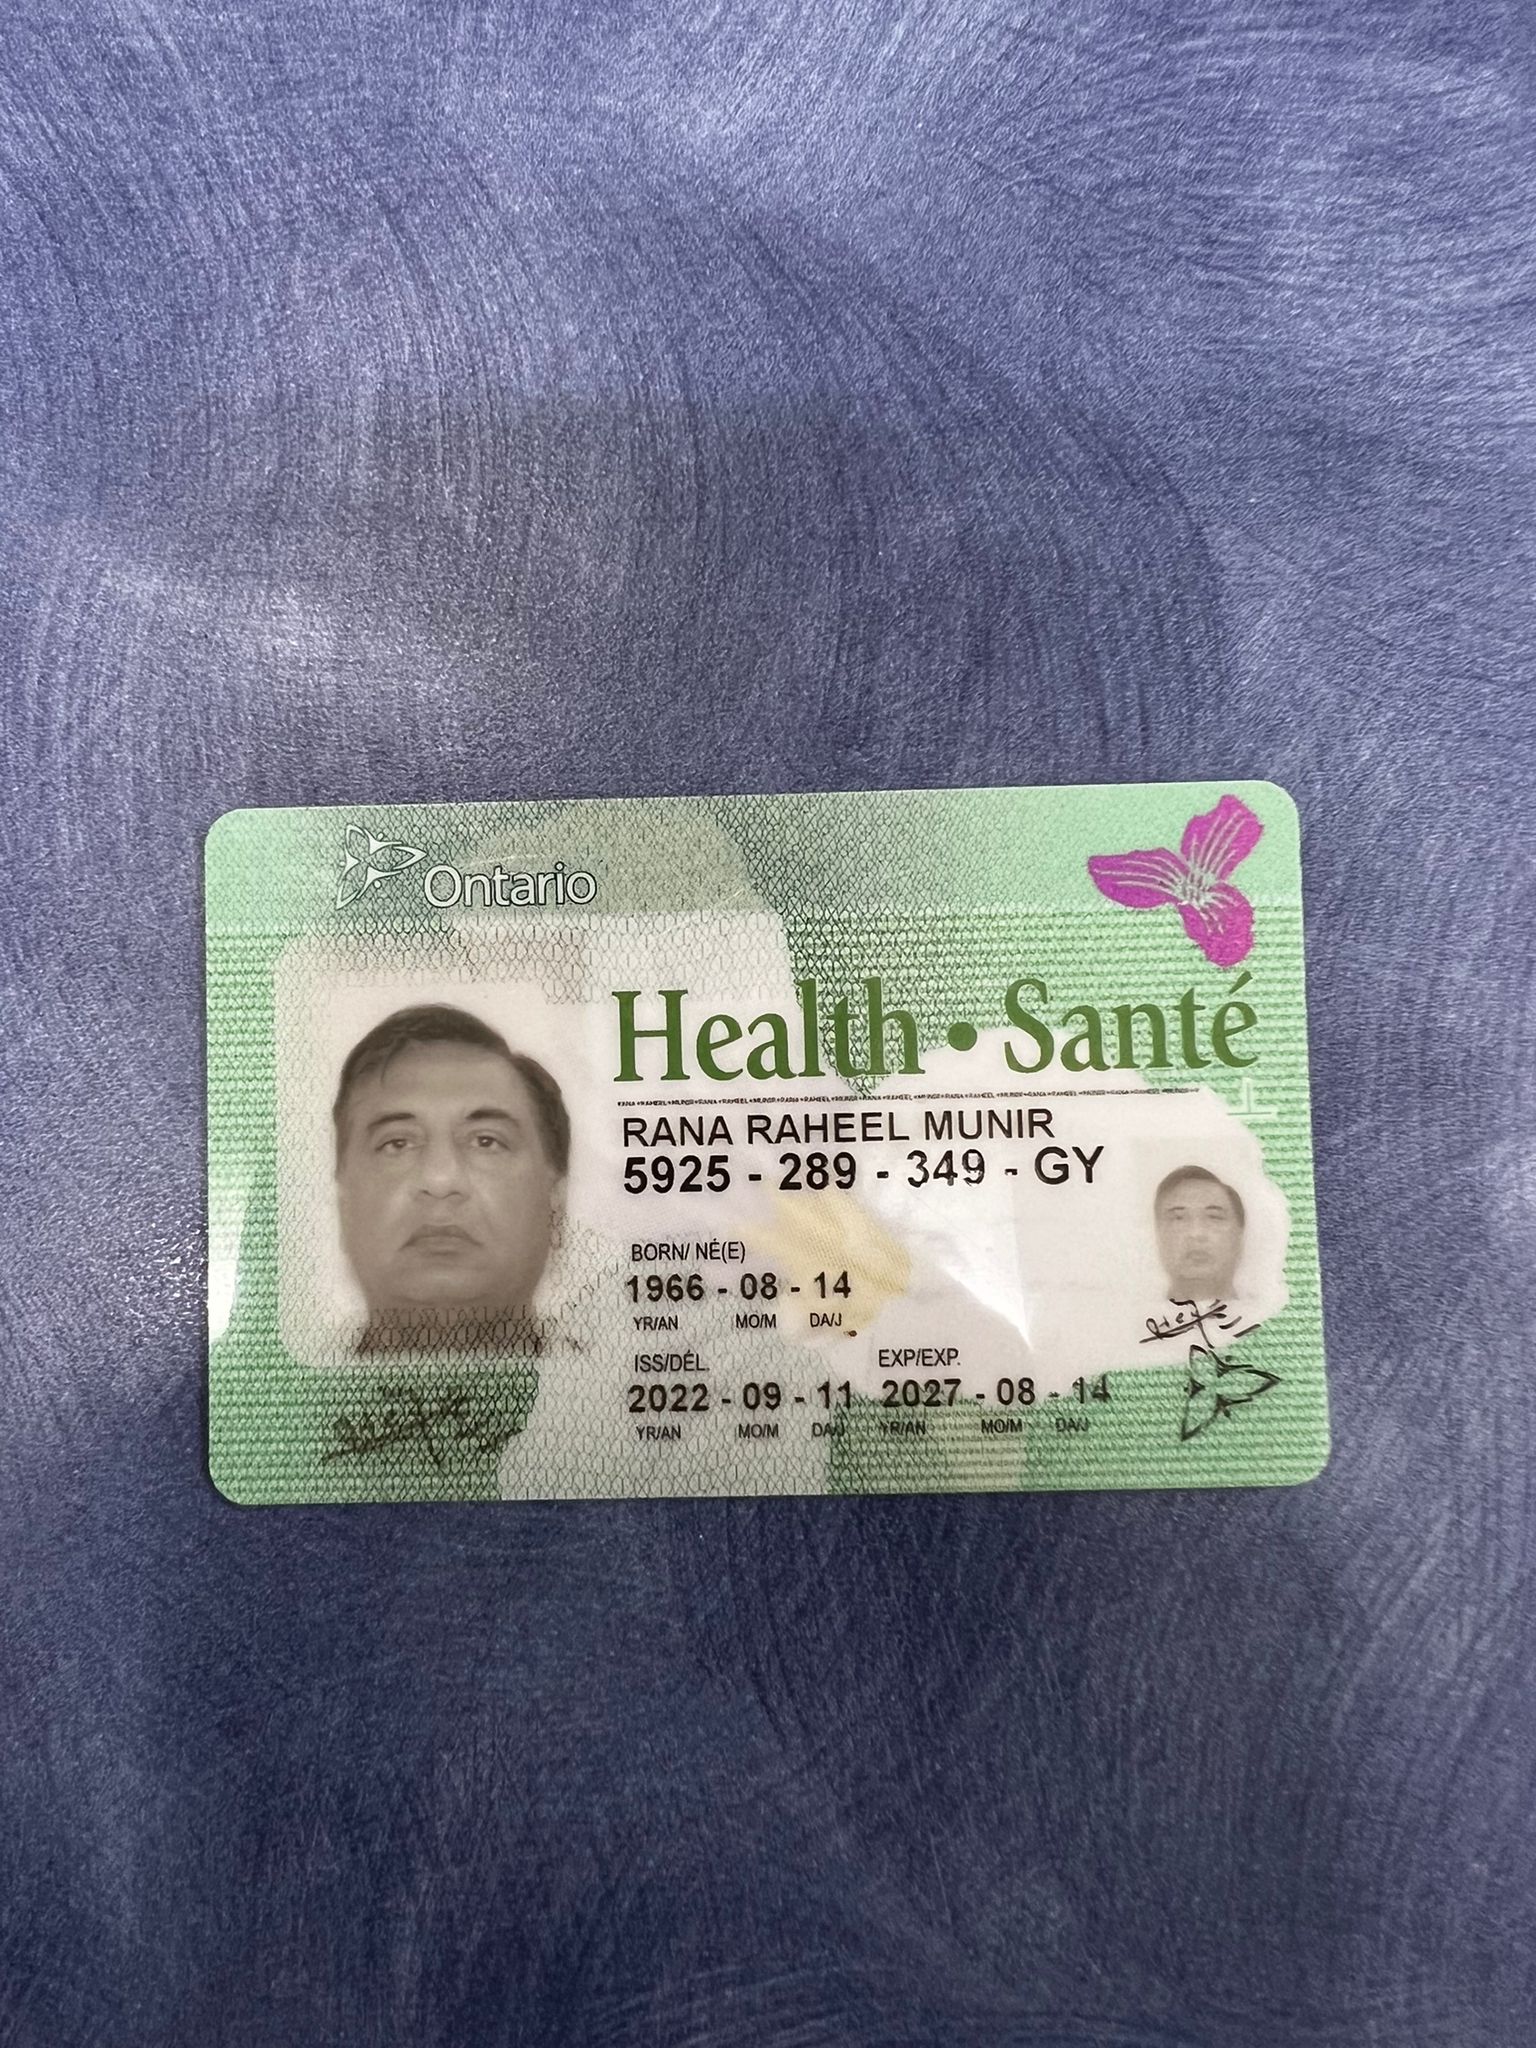 Ontario
Health • Santé
RANA RAHEEL MUNIR
5925 - 289 - 349 - GY
BORN/ NÉ(E)
1966 - 08 - 14
YR/AN MO/M DA/J
ISS/DÉL. EXP/EXP.
2022 - 09 - 11 2027 - 08 - 14
YR/AN MO/M DA/J YR/AN MO/M DA/J